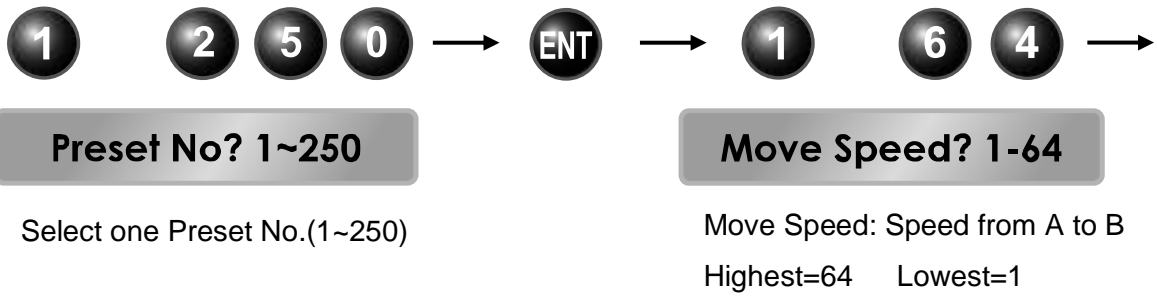 1 2 5 0 → ENT → 1 6 4 →
Preset No? 1~250
Move Speed? 1-64
Select one Preset No.(1~250)
Move Speed: Speed from A to B
Highest=64 Lowest=1